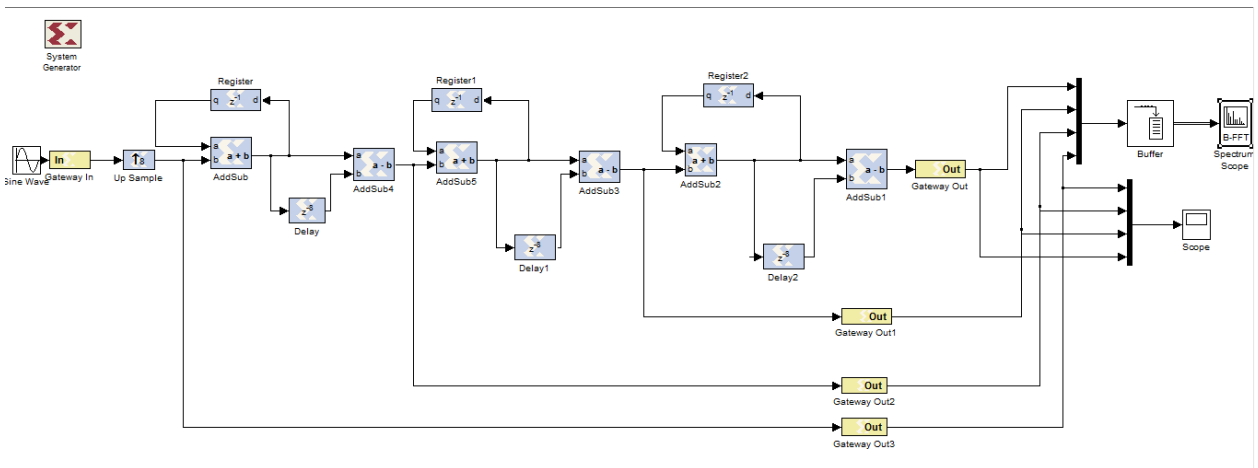 System
Generator
Register
q z-1 d
Register1
q z-1 d
Register2
q z-1 d
Sine Wave
In
Gateway In
↑8
Up Sample
a
b
a + b
AddSub
a
b
a - b
AddSub4
a
b
a + b
AddSub5
a
b
a - b
AddSub3
a
b
a + b
AddSub2
a
b
a - b
AddSub1
Out
Gateway Out
Buffer
B-FFT
Spectrum
Scope
z-8
Delay
z-8
Delay1
z-8
Delay2
Scope
Out
Gateway Out1
Out
Gateway Out2
Out
Gateway Out3